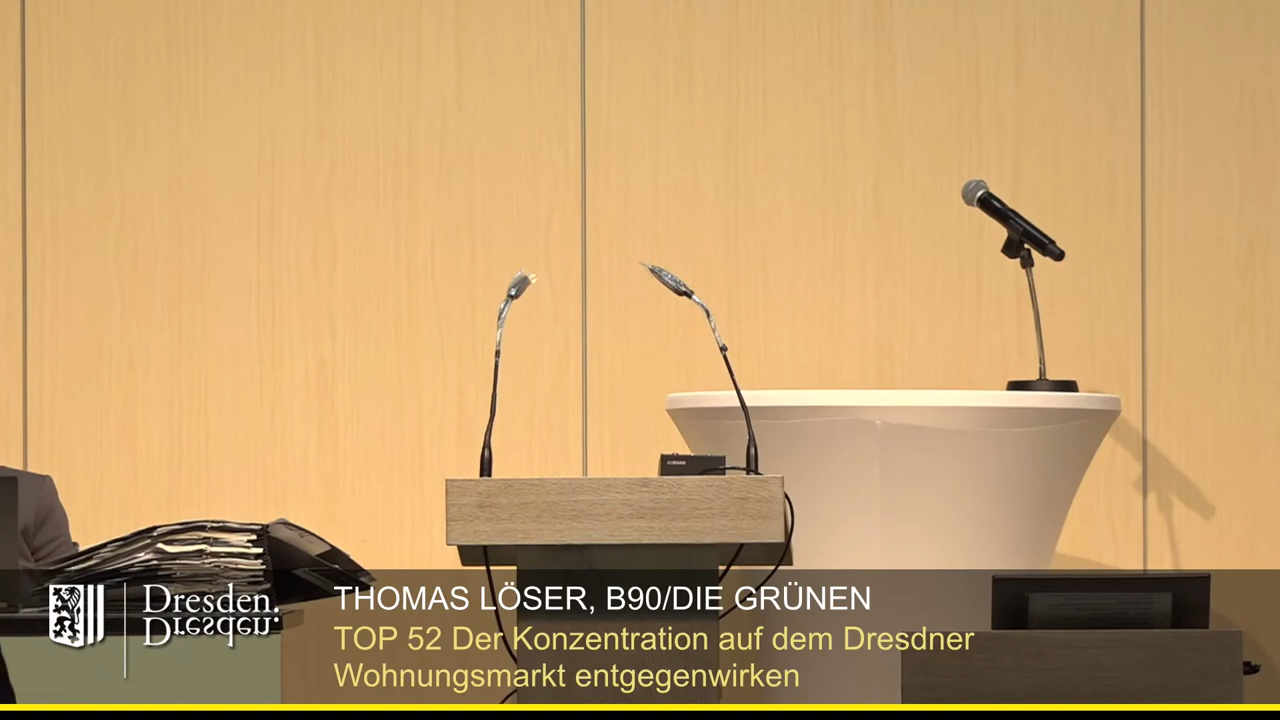 Dresden.
Dresden.
THOMAS LÖSER, B90/DIE GRÜNEN
TOP 52 Der Konzentration auf dem Dresdner
Wohnungsmarkt entgegenwirken